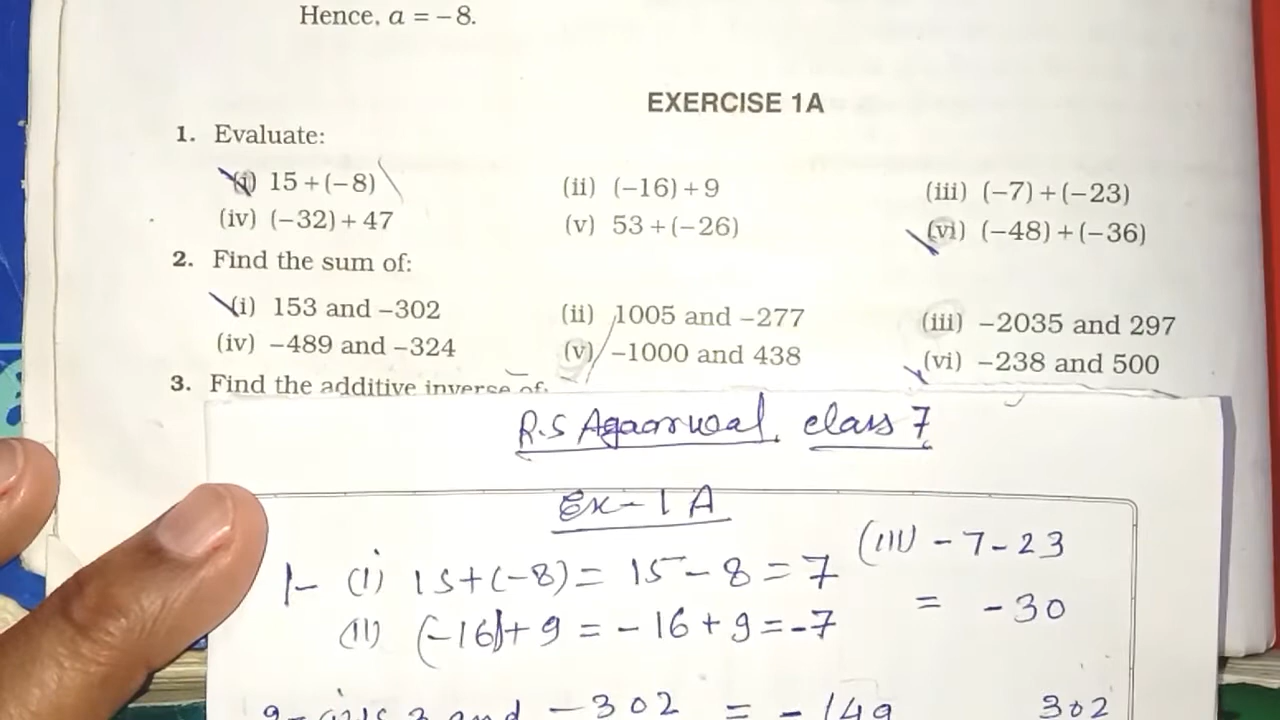 Hence, a = −8.
EXERCISE 1A
1. Evaluate:
(i) 15 + (−8) (ii) (−16) + 9 (iii) (−7) + (−23)
(iv) (−32) + 47 (v) 53 + (−26) (vi) (−48) + (−36)
2. Find the sum of:
(i) 153 and −302 (ii) 1005 and −277 (iii) −2035 and 297
(iv) −489 and −324 (v) −1000 and 438 (vi) −238 and 500
3. Find the additive inverse of:
R.S Agaarwal class 7
Ex-1A
1- (i) 15+(-8) = 15-8 = 7
(ii) (-16)+9 = -16+9 = -7
(iii) -7-23
= -30
and -302 = -149
302